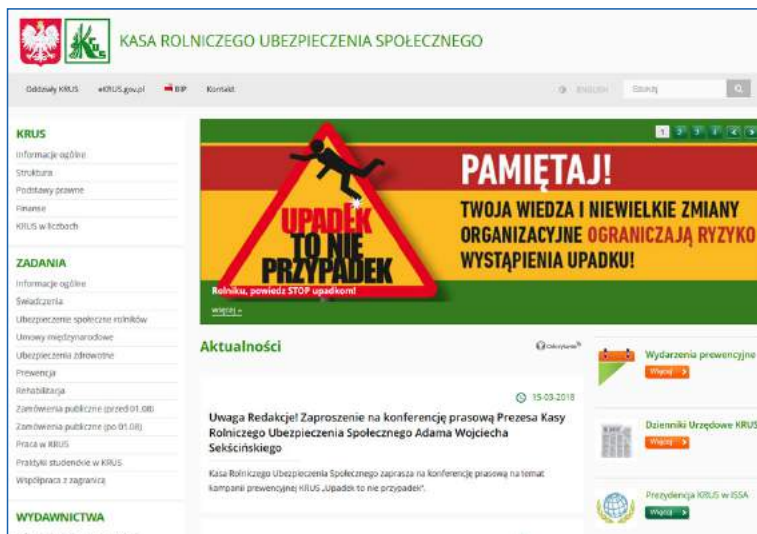 KRUS
KASA ROLNICZEGO UBEZPIECZENIA SPOŁECZNEGO
Oddziały KRUS
eKRUS.gov.pl
BIP
Kontakt
ENGLISH
Szukaj
KRUS
Informacje ogólne
Struktura
Podstawy prawne
Finanse
KRUS w liczbach
ZADANIA
Informacje ogólne
Świadczenia
Ubezpieczenie społeczne rolników
Umowy międzynarodowe
Ubezpieczenia zdrowotne
Prewencja
Rehabilitacja
Zamówienia publiczne (przed 01.08)
Zamówienia publiczne (po 01.08)
Praca w KRUS
Praktyki studenckie w KRUS
Współpraca z zagranicą
WYDAWNICTWA
1 2 3 4
UPADEK
TO NIE
PRZYPADEK
PAMIĘTAJ!
TWOJA WIEDZA I NIEWIELKIE ZMIANY
ORGANIZACYJNE OGRANICZAJĄ RYZYKO
WYSTĄPIENIA UPADKU!
Rolniku, powiedz STOP upadkom!
więcej »
Aktualności
15-03-2018
Uwaga Redakcje! Zaproszenie na konferencję prasową Prezesa Kasy
Rolniczego Ubezpieczenia Społecznego Adama Wojciecha
Sekścińskiego
Kasa Rolniczego Ubezpieczenia Społecznego zaprasza na konferencję prasową na temat
kampanii prewencyjnej KRUS „Upadek to nie przypadek".
Wydarzenia prewencyjne
Więcej
Dzienniki Urzędowe KRUS
Więcej
Prezydencja KRUS w ISSA
Więcej